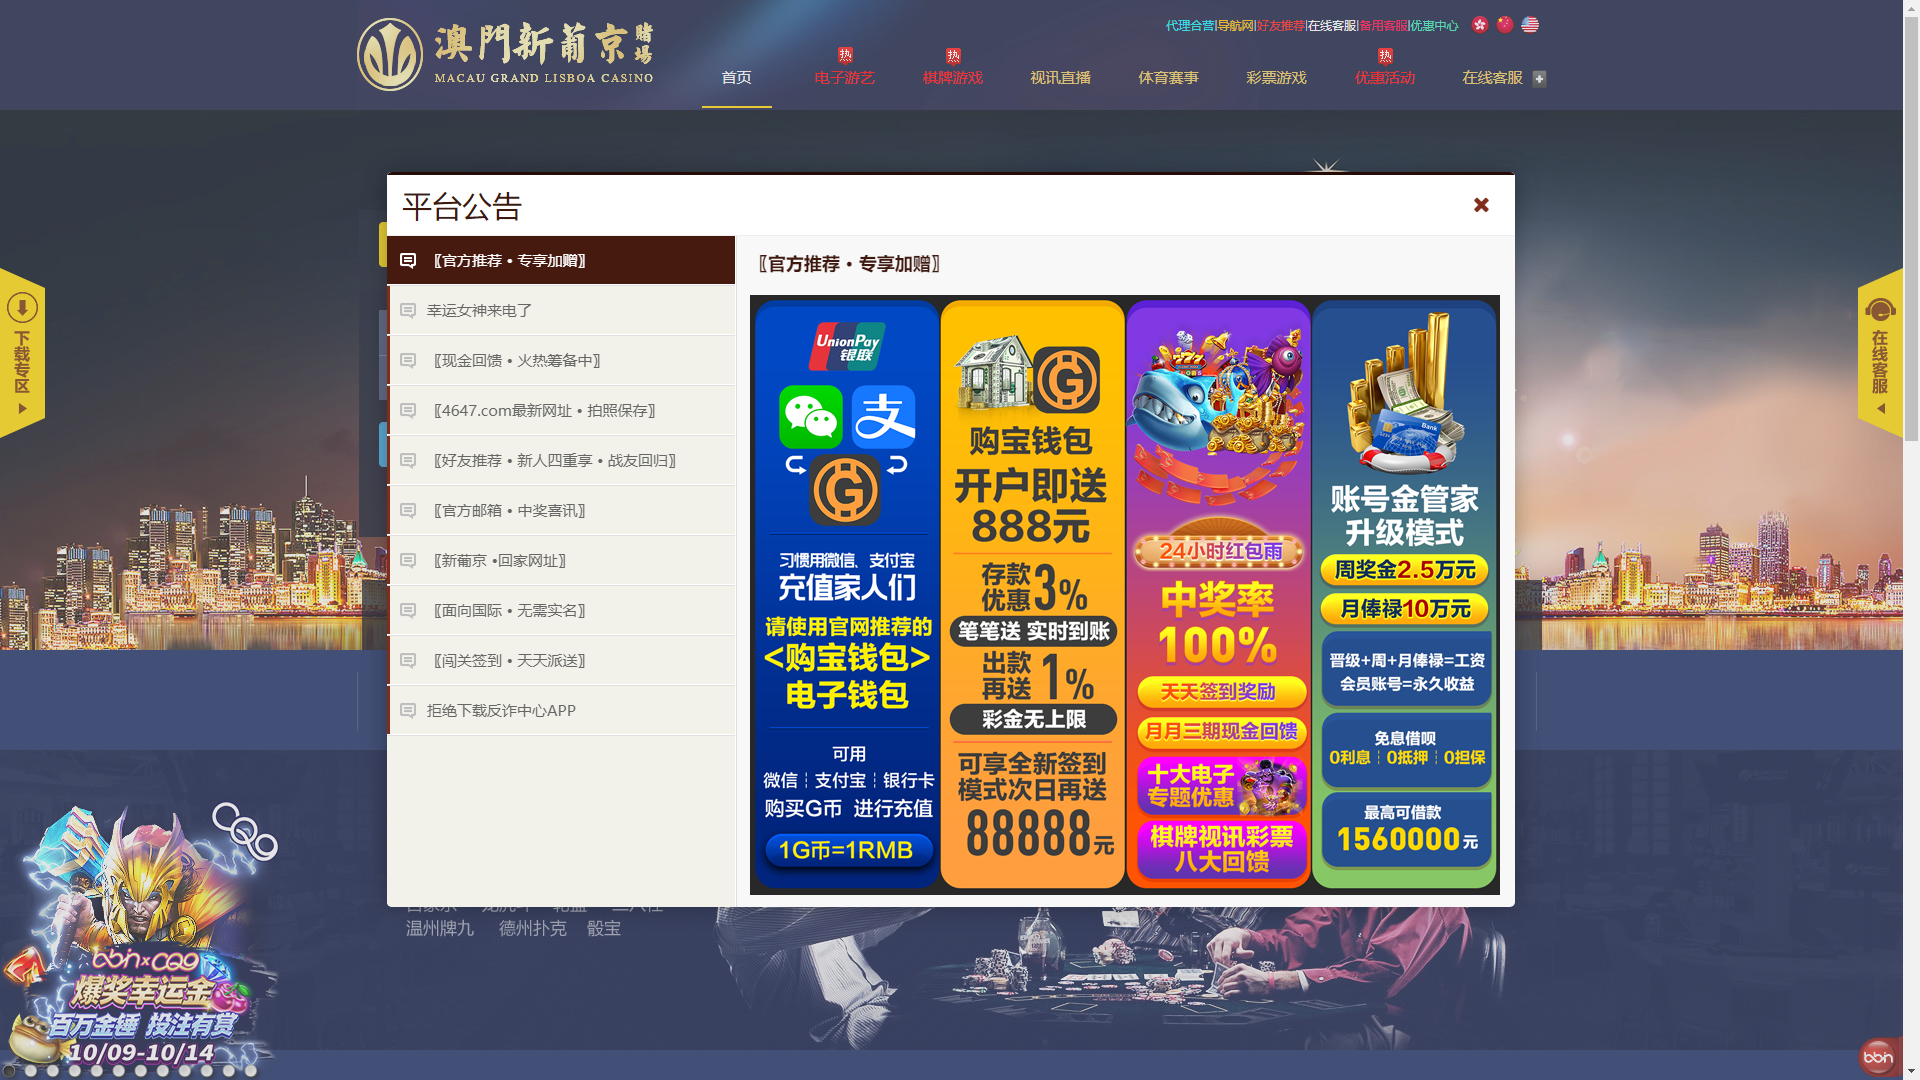 澳門新葡京賭場
MACAU GRAND LISBOA CASINO
代理合营|导航网|好友推荐|在线客服|备用客服|优惠中心
首页
热
电子游艺
热
棋牌游戏
视讯直播
体育赛事
彩票游戏
热
优惠活动
在线客服
平台公告
〖官方推荐 • 专享加赠〗
幸运女神来电了
〖现金回馈 • 火热筹备中〗
〖4647.com最新网址 • 拍照保存〗
〖好友推荐 • 新人四重享 • 战友回归〗
〖官方邮箱 • 中奖喜讯〗
〖新葡京 •回家网址〗
〖面向国际 • 无需实名〗
〖闯关签到 • 天天派送〗
拒绝下载反诈中心APP
〖官方推荐 • 专享加赠〗
UnionPay
银联
支
习惯用微信、支付宝
充值家人们
请使用官网推荐的
<购宝钱包>
电子钱包
可用
微信 支付宝 银行卡
购买G币 进行充值
1G币=1RMB
购宝钱包
开户即送
888元
存款
优惠3%
笔笔送 实时到账
出款
再送1%
彩金无上限
可享全新签到
模式次日再送
88888元
24小时红包雨
中奖率
100%
天天签到奖励
月月三期现金回馈
十大电子
专题优惠
棋牌视讯彩票
八大回馈
Bank
账号金管家
升级模式
周奖金2.5万元
月俸禄10万元
晋级+周+月俸禄=工资
会员账号=永久收益
免息借呗
0利息 0抵押 0担保
最高可借款
1560000元
下载专区
在线客服
温州牌九 德州扑克 骰宝
CQ9
bbin×CQ9
爆奖幸运金
百万金锤 投注有赏
10/09-10/14
bbin